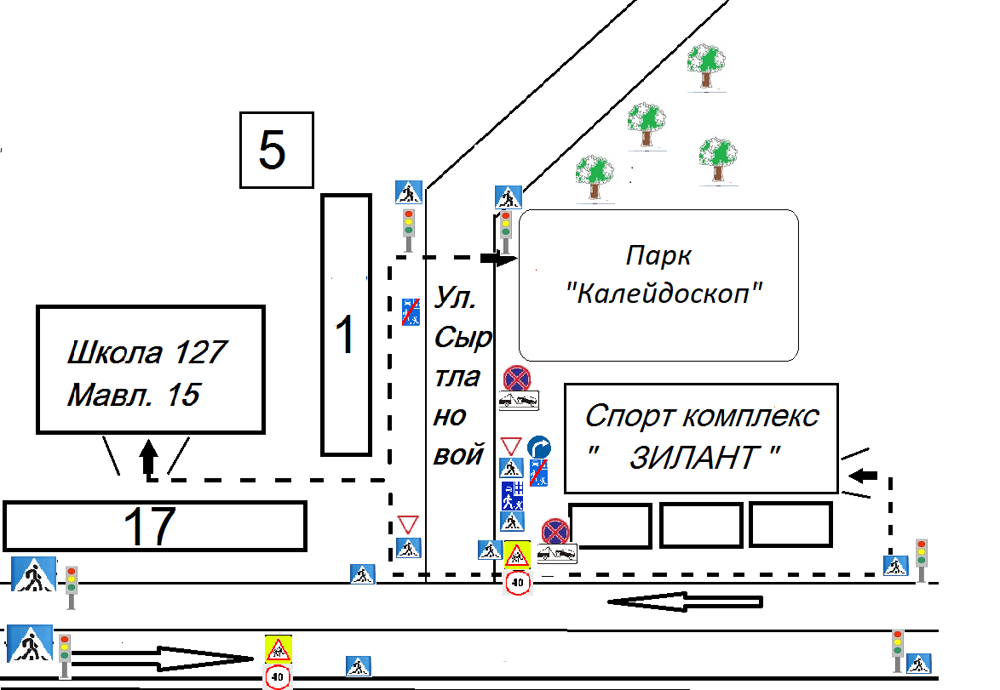 5
1
Школа 127
Мавл. 15
17
Ул.
Сыр
тла
но
вой
Парк
"Калейдоскоп"
Спорт комплекс
" ЗИЛАНТ "
40
40